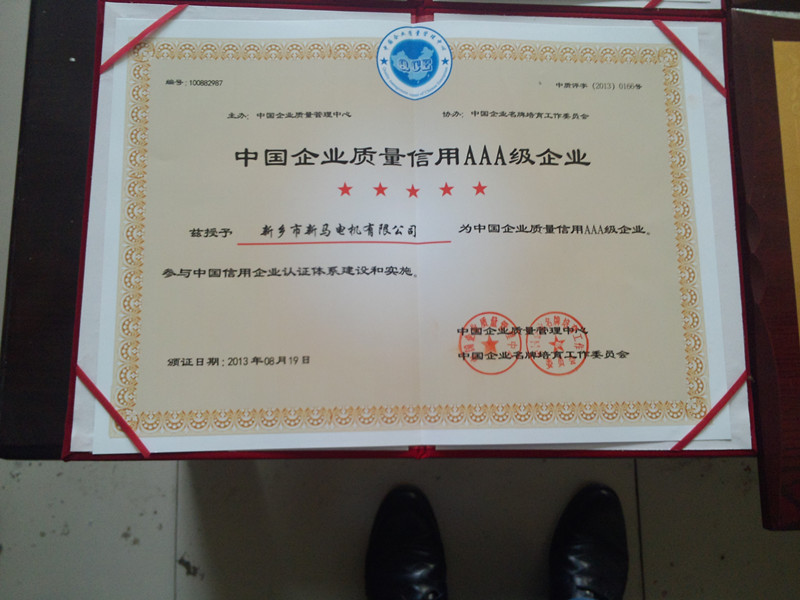 编号:100882987
中质评字 (2013) 0166号
主办: 中国企业质量管理中心
协办: 中国企业名牌培育工作委员会
中国企业质量信用AAA级企业
兹授予 新乡市新马电机有限公司 为中国企业质量信用AAA级企业。
参与中国信用企业认证体系建设和实施。
中国企业质量管理中心
颁证日期:2013年08月19日
中国企业名牌培育工作委员会